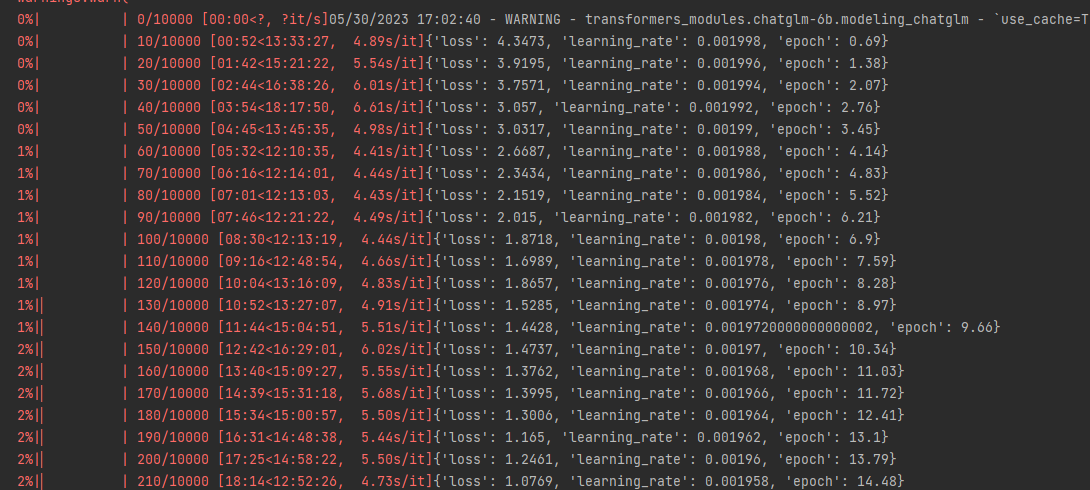 warnings.warn(
0%|          | 0/10000 [00:00<?, ?it/s]05/30/2023 17:02:40 - WARNING - transformers_modules.chatglm-6b.modeling_chatglm - `use_cache=T
0%|          | 10/10000 [00:52<13:33:27,  4.89s/it]{'loss': 4.3473, 'learning_rate': 0.001998, 'epoch': 0.69}
0%|          | 20/10000 [01:42<15:21:22,  5.54s/it]{'loss': 3.9195, 'learning_rate': 0.001996, 'epoch': 1.38}
0%|          | 30/10000 [02:44<16:38:26,  6.01s/it]{'loss': 3.7571, 'learning_rate': 0.001994, 'epoch': 2.07}
0%|          | 40/10000 [03:54<18:17:50,  6.61s/it]{'loss': 3.057, 'learning_rate': 0.001992, 'epoch': 2.76}
0%|          | 50/10000 [04:45<13:45:35,  4.98s/it]{'loss': 3.0317, 'learning_rate': 0.00199, 'epoch': 3.45}
1%|          | 60/10000 [05:32<12:10:35,  4.41s/it]{'loss': 2.6687, 'learning_rate': 0.001988, 'epoch': 4.14}
1%|          | 70/10000 [06:16<12:14:01,  4.44s/it]{'loss': 2.3434, 'learning_rate': 0.001986, 'epoch': 4.83}
1%|          | 80/10000 [07:01<12:13:03,  4.43s/it]{'loss': 2.1519, 'learning_rate': 0.001984, 'epoch': 5.52}
1%|          | 90/10000 [07:46<12:21:22,  4.49s/it]{'loss': 2.015, 'learning_rate': 0.001982, 'epoch': 6.21}
1%|          | 100/10000 [08:30<12:13:19,  4.44s/it]{'loss': 1.8718, 'learning_rate': 0.00198, 'epoch': 6.9}
1%|          | 110/10000 [09:16<12:48:54,  4.66s/it]{'loss': 1.6989, 'learning_rate': 0.001978, 'epoch': 7.59}
1%|          | 120/10000 [10:04<13:16:09,  4.83s/it]{'loss': 1.8657, 'learning_rate': 0.001976, 'epoch': 8.28}
1%||         | 130/10000 [10:52<13:27:07,  4.91s/it]{'loss': 1.5285, 'learning_rate': 0.001974, 'epoch': 8.97}
1%||         | 140/10000 [11:44<15:04:51,  5.51s/it]{'loss': 1.4428, 'learning_rate': 0.0019720000000000002, 'epoch': 9.66}
2%||         | 150/10000 [12:42<16:29:01,  6.02s/it]{'loss': 1.4737, 'learning_rate': 0.00197, 'epoch': 10.34}
2%||         | 160/10000 [13:40<15:09:27,  5.55s/it]{'loss': 1.3762, 'learning_rate': 0.001968, 'epoch': 11.03}
2%||         | 170/10000 [14:39<15:31:18,  5.68s/it]{'loss': 1.3995, 'learning_rate': 0.001966, 'epoch': 11.72}
2%||         | 180/10000 [15:34<15:00:57,  5.50s/it]{'loss': 1.3006, 'learning_rate': 0.001964, 'epoch': 12.41}
2%||         | 190/10000 [16:31<14:48:38,  5.44s/it]{'loss': 1.165, 'learning_rate': 0.001962, 'epoch': 13.1}
2%||         | 200/10000 [17:25<14:58:22,  5.50s/it]{'loss': 1.2461, 'learning_rate': 0.00196, 'epoch': 13.79}
2%||         | 210/10000 [18:14<12:52:26,  4.73s/it]{'loss': 1.0769, 'learning_rate': 0.001958, 'epoch': 14.48}